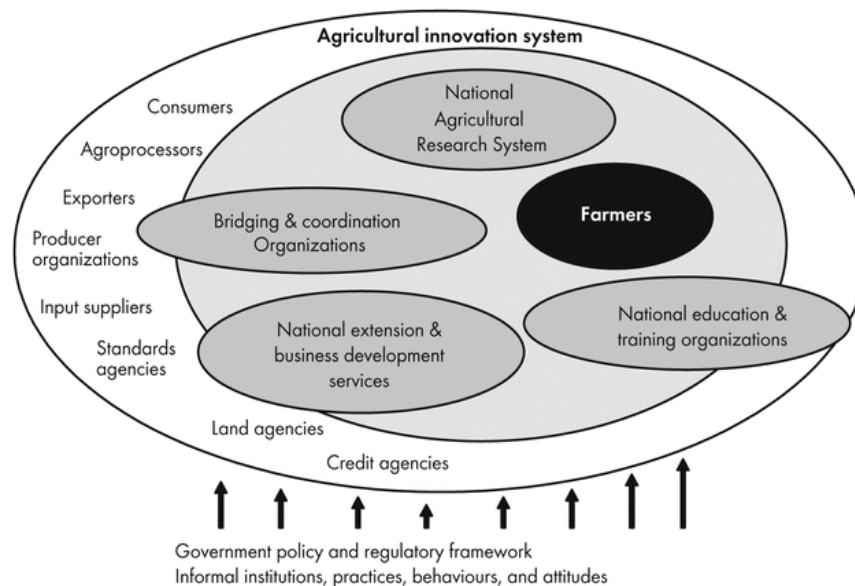 Agricultural innovation system
Consumers
National
Agricultural
Research System
Agroprocessors
Exporters
Farmers
Bridging & coordination
Organizations
Producer
organizations
Input suppliers
National education &
training organizations
National extension &
business development
services
Standards
agencies
Land agencies
Credit agencies
Government policy and regulatory framework
Informal institutions, practices, behaviours, and attitudes